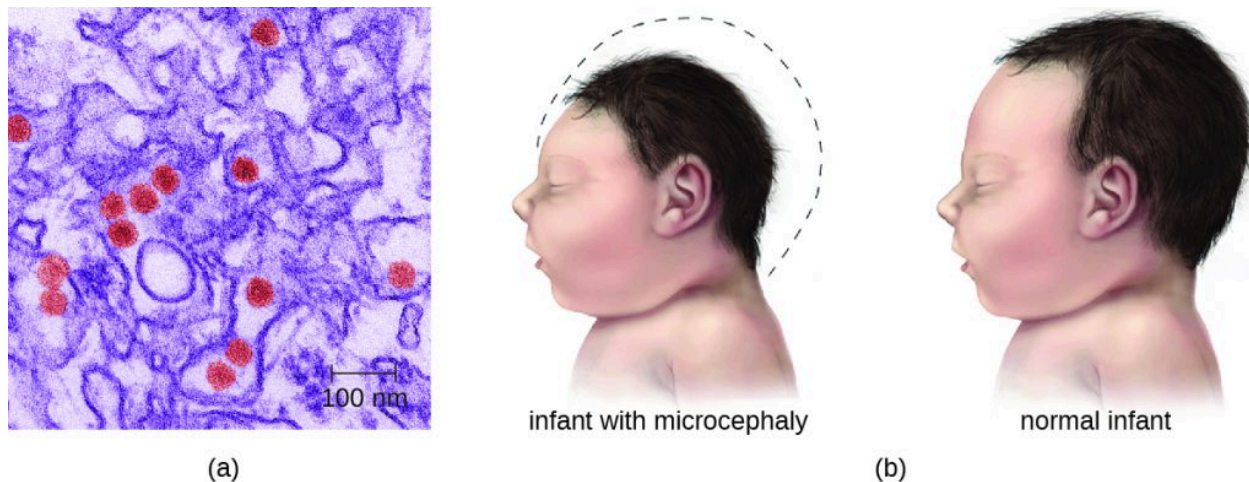 100 nm
infant with microcephaly
normal infant
(a)
(b)